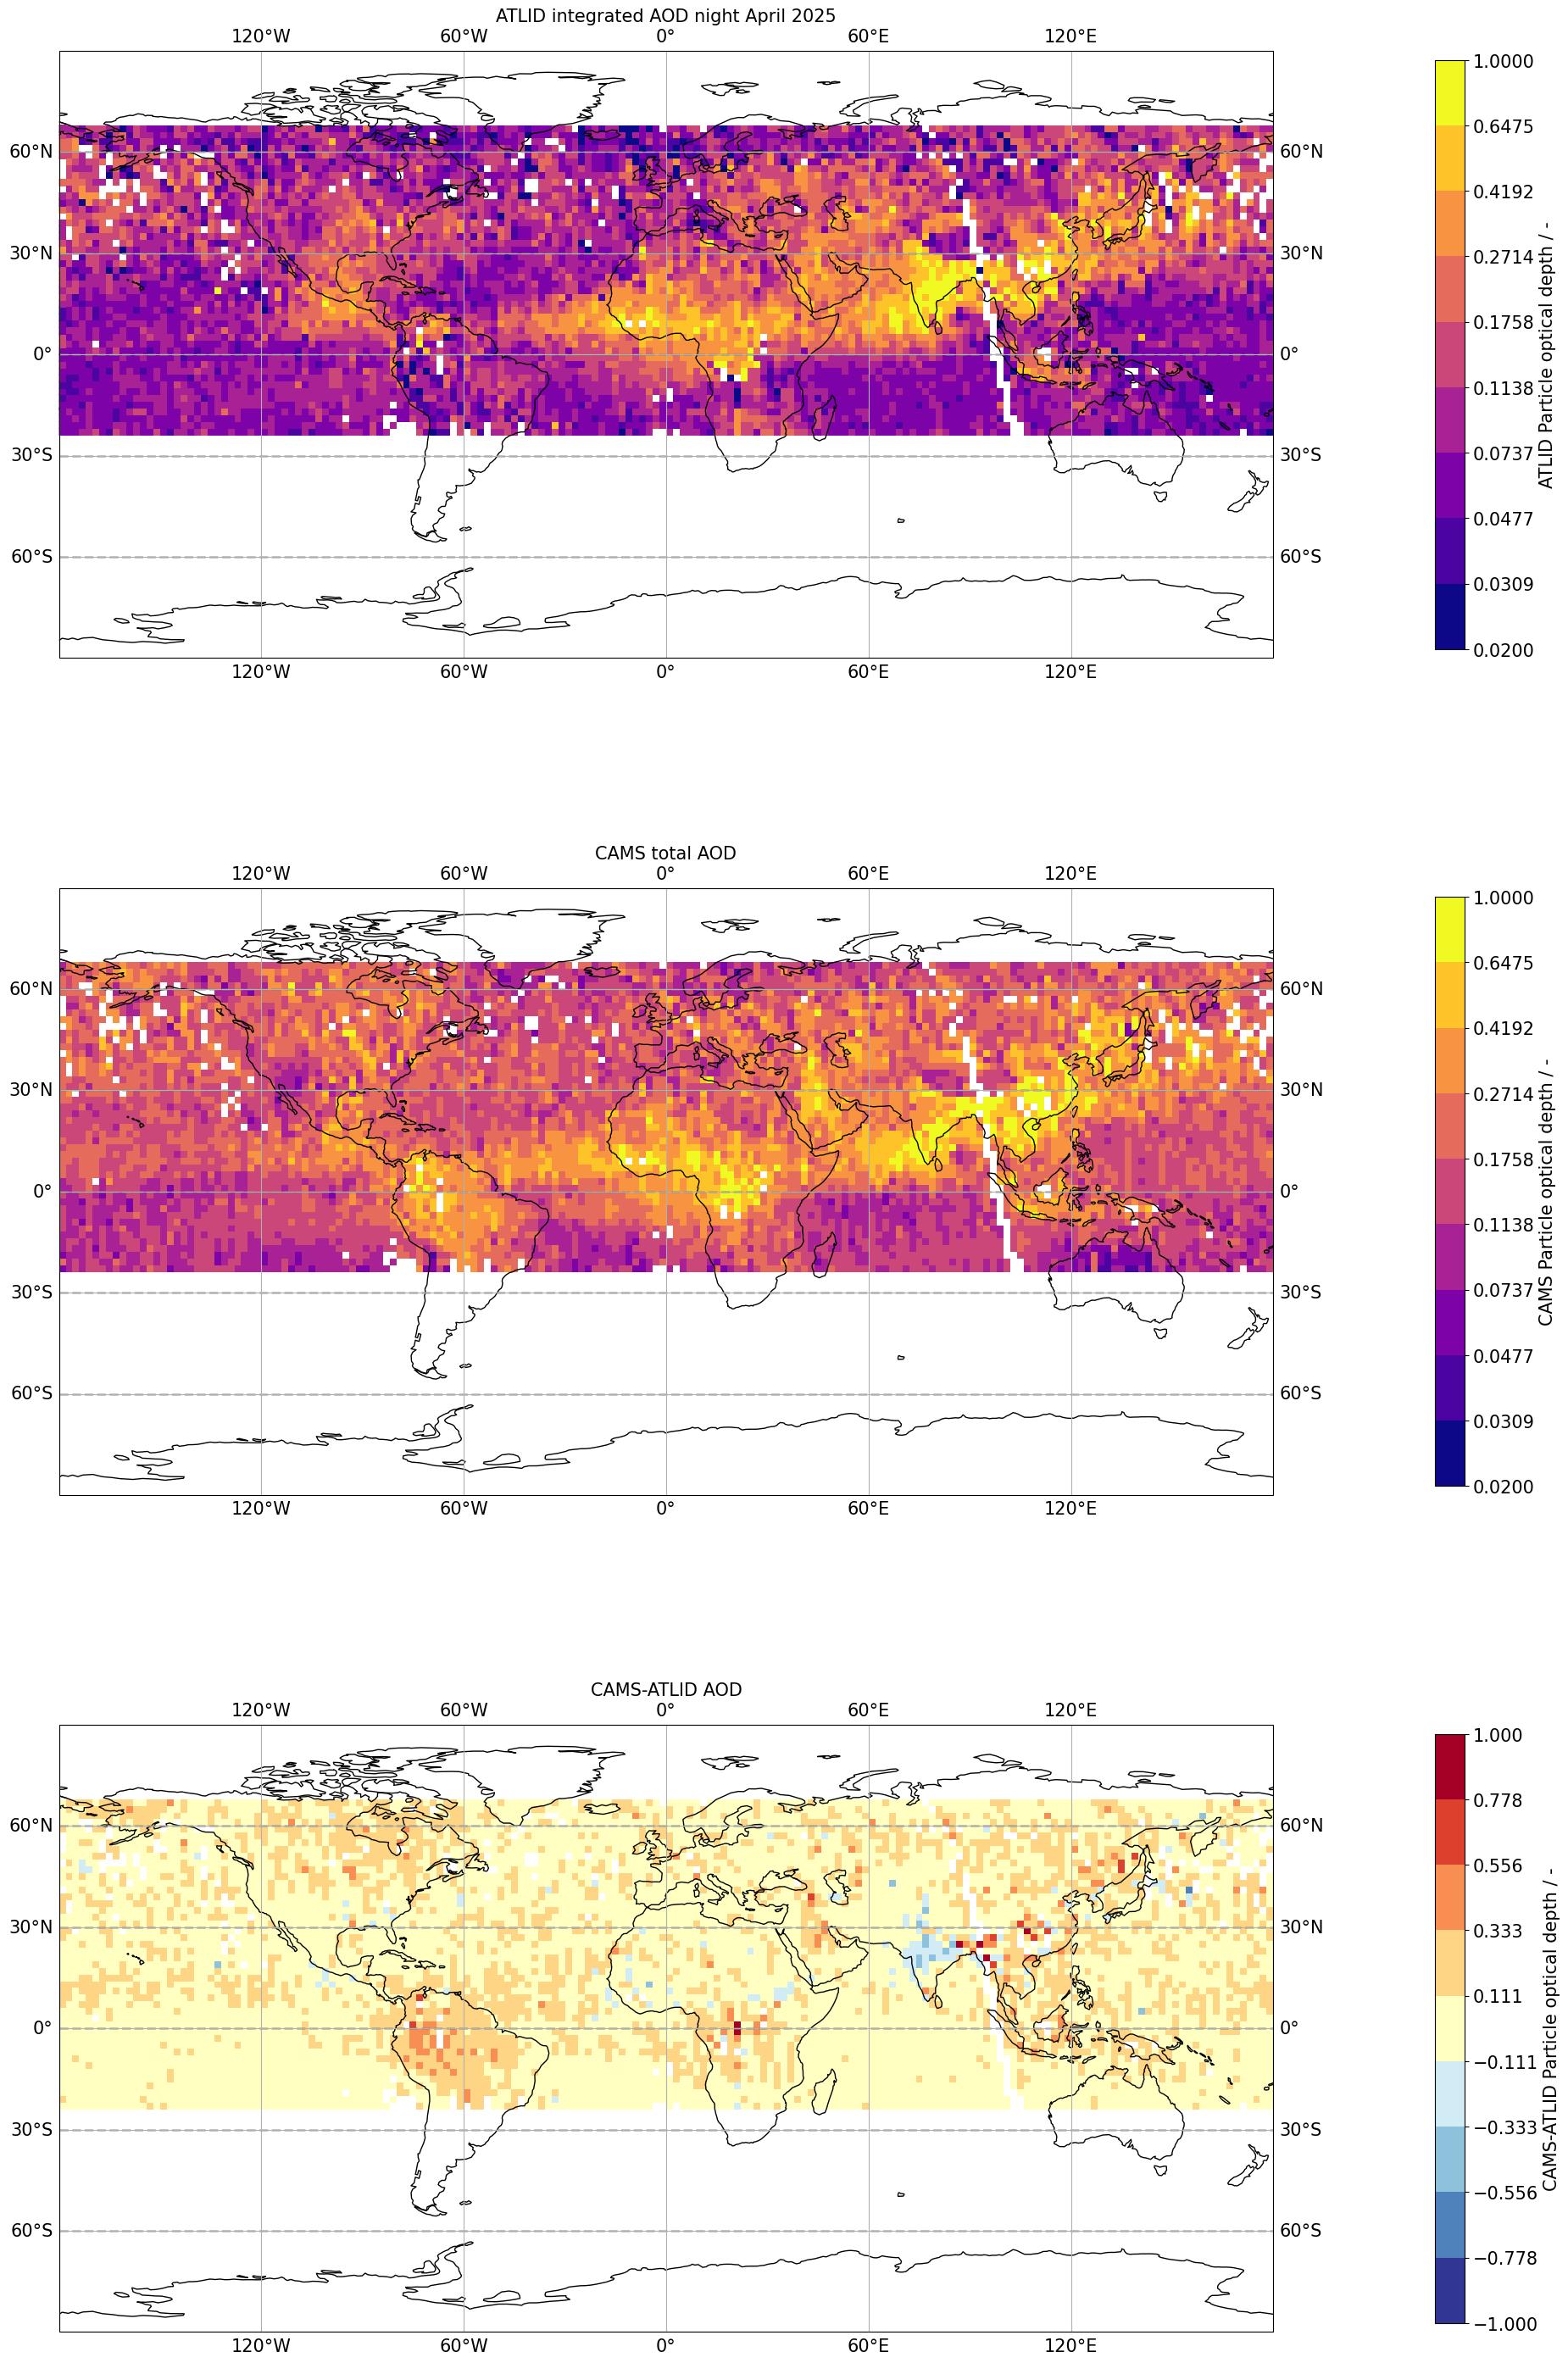 ATLID integrated AOD night April 2025
120°W 60°W 0° 60°E 120°E
60°N 60°N
30°N 30°N
0° 0°
30°S 30°S
60°S 60°S
120°W 60°W 0° 60°E 120°E
1.0000
0.6475
0.4192
0.2714
0.1758
0.1138
0.0737
0.0477
0.0309
0.0200
ATLID Particle optical depth / -
CAMS total AOD
120°W 60°W 0° 60°E 120°E
60°N 60°N
30°N 30°N
0° 0°
30°S 30°S
60°S 60°S
120°W 60°W 0° 60°E 120°E
1.0000
0.6475
0.4192
0.2714
0.1758
0.1138
0.0737
0.0477
0.0309
0.0200
CAMS Particle optical depth / -
CAMS-ATLID AOD
120°W 60°W 0° 60°E 120°E
60°N 60°N
30°N 30°N
0° 0°
30°S 30°S
60°S 60°S
120°W 60°W 0° 60°E 120°E
1.000
0.778
0.556
0.333
0.111
−0.111
−0.333
−0.556
−0.778
−1.000
CAMS-ATLID Particle optical depth / -